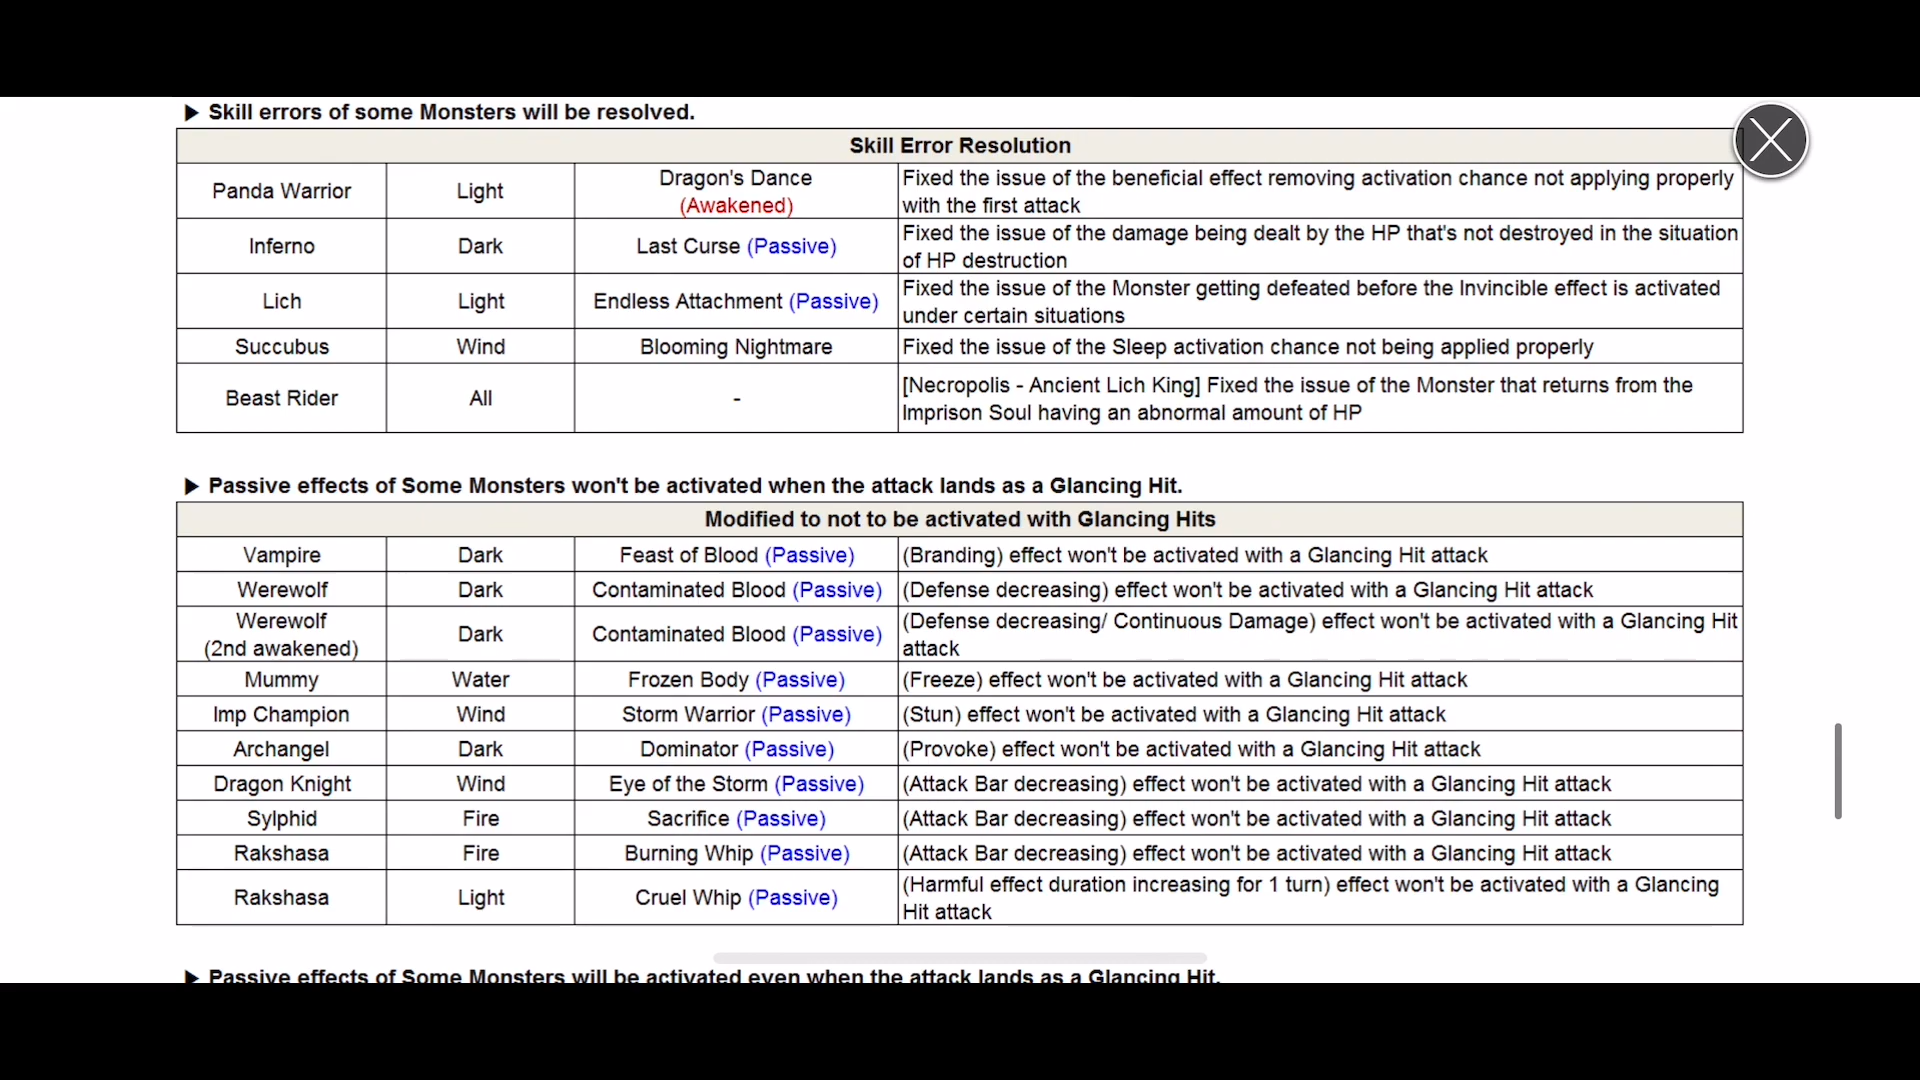 ▶ Skill errors of some Monsters will be resolved.
Skill Error Resolution
Panda Warrior Light Dragon's Dance (Awakened) Fixed the issue of the beneficial effect removing activation chance not applying properly
with the first attack
Inferno Dark Last Curse (Passive) Fixed the issue of the damage being dealt by the HP that's not destroyed in the situation
of HP destruction
Lich Light Endless Attachment (Passive) Fixed the issue of the Monster getting defeated before the Invincible effect is activated
under certain situations
Succubus Wind Blooming Nightmare Fixed the issue of the Sleep activation chance not being applied properly
Beast Rider All - [Necropolis - Ancient Lich King] Fixed the issue of the Monster that returns from the
Imprison Soul having an abnormal amount of HP
▶ Passive effects of Some Monsters won't be activated when the attack lands as a Glancing Hit.
Modified to not to be activated with Glancing Hits
Vampire Dark Feast of Blood (Passive) (Branding) effect won't be activated with a Glancing Hit attack
Werewolf Dark Contaminated Blood (Passive) (Defense decreasing) effect won't be activated with a Glancing Hit attack
Werewolf (2nd awakened) Dark Contaminated Blood (Passive) (Defense decreasing/ Continuous Damage) effect won't be activated with a Glancing Hit
attack
Mummy Water Frozen Body (Passive) (Freeze) effect won't be activated with a Glancing Hit attack
Imp Champion Wind Storm Warrior (Passive) (Stun) effect won't be activated with a Glancing Hit attack
Archangel Dark Dominator (Passive) (Provoke) effect won't be activated with a Glancing Hit attack
Dragon Knight Wind Eye of the Storm (Passive) (Attack Bar decreasing) effect won't be activated with a Glancing Hit attack
Sylphid Fire Sacrifice (Passive) (Attack Bar decreasing) effect won't be activated with a Glancing Hit attack
Rakshasa Fire Burning Whip (Passive) (Attack Bar decreasing) effect won't be activated with a Glancing Hit attack
Rakshasa Light Cruel Whip (Passive) (Harmful effect duration increasing for 1 turn) effect won't be activated with a Glancing
Hit attack
▶ Passive effects of Some Monsters will be activated even when the attack lands as a Glancing Hit.